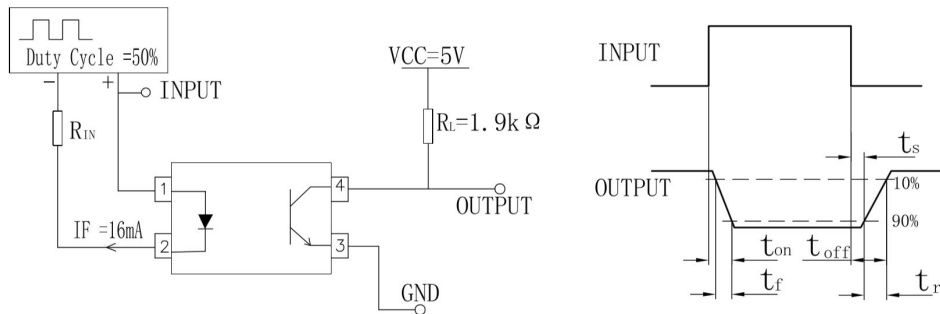 Duty Cycle =50%
− +
INPUT
RIN
VCC=5V
RL=1.9k Ω
1
4
OUTPUT
IF =16mA
2
3
GND
INPUT
ts
OUTPUT
10%
90%
ton
toff
tf
tr